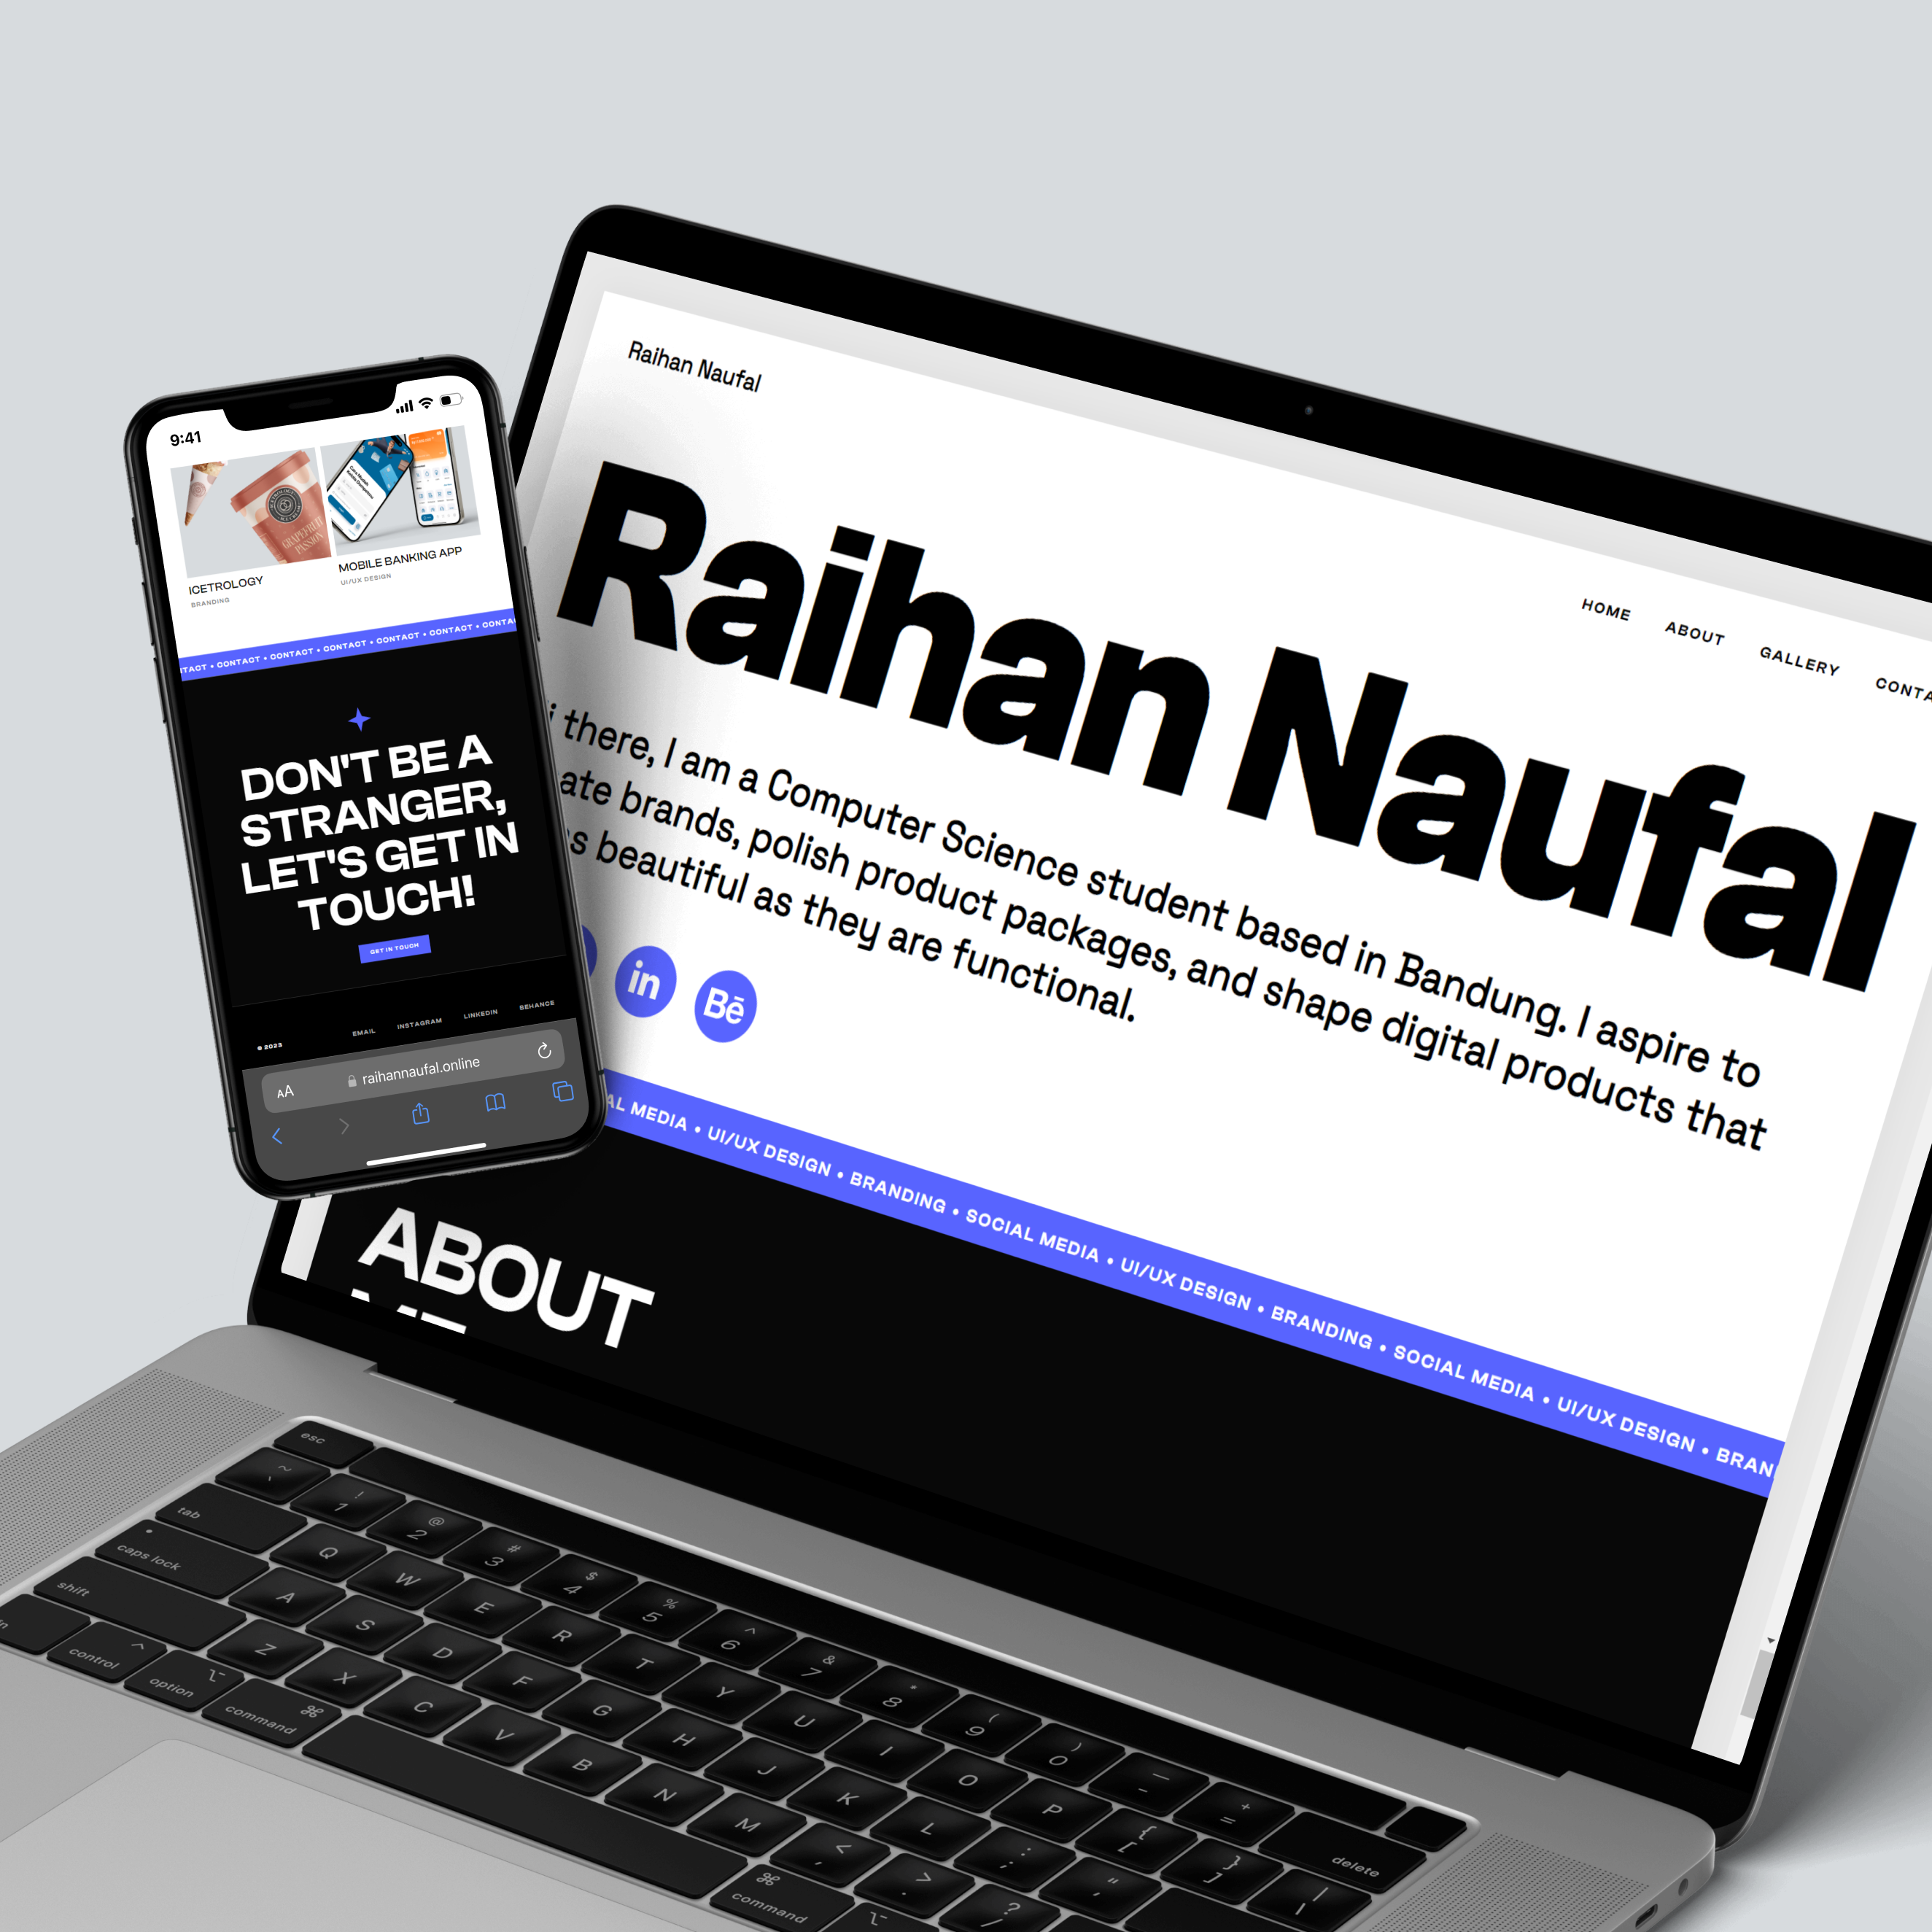 9:41
ICETROLOGY
BRANDING
GRAPEFRUIT
PASSION
MOBILE BANKING APP
UI/UX DESIGN
CONTACT • CONTACT • CONTACT • CONTACT • CONTACT
DON'T BE A
STRANGER,
LET'S GET IN
TOUCH!
GET IN TOUCH
© 2023
EMAIL
INSTAGRAM
LINKEDIN
BEHANCE
AA
raihannaufal.online
Raihan Naufal
HOME
ABOUT
GALLERY
CONTA
Raihan Naufal
i there, I am a Computer Science student based in Bandung. I aspire to
ate brands, polish product packages, and shape digital products that
s beautiful as they are functional.
in
Bē
AL MEDIA • UI/UX DESIGN • BRANDING • SOCIAL MEDIA • UI/UX DESIGN • BRANDING • SOCIAL MEDIA • UI/UX DESIGN • BRAN
ABOUT
ME
esc
~ ! @ # $ % ^ & * ( ) — +
` 1 2 3 4 5 6 7 8 9 0 - =
delete
tab Q W E R T Y U I O P { [ } ] | \
caps lock A S D F G H J K L : ; " '
shift Z X C V B N M < , > . ? /
control ^ option ⌥ command ⌘
⌘ command ⌥